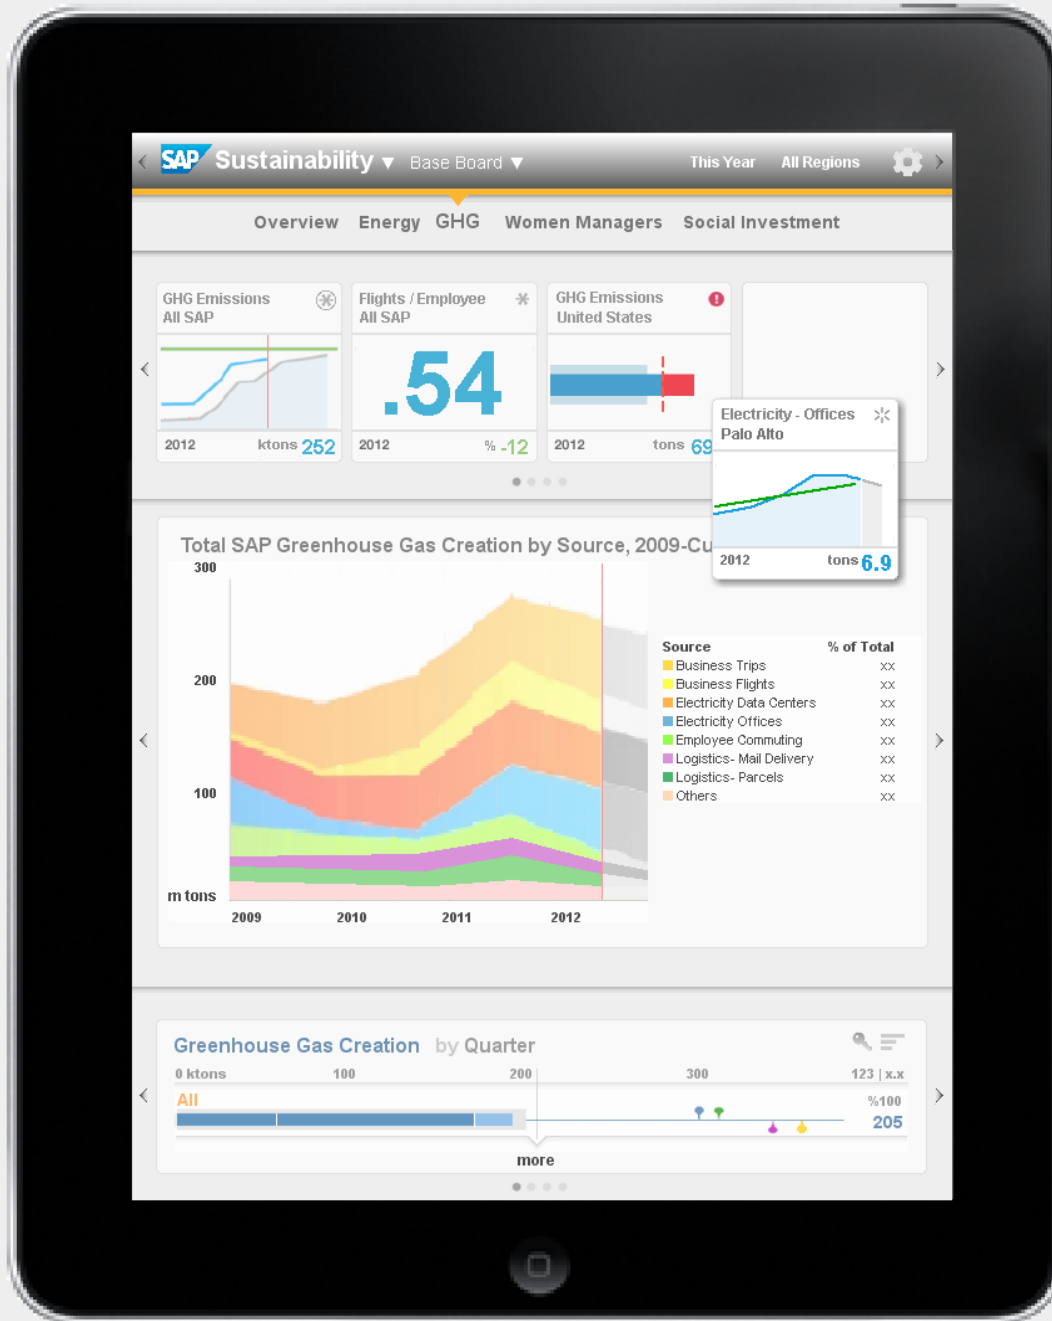 SAP Sustainability ▼ Base Board ▼ This Year All Regions
Overview Energy GHG Women Managers Social Investment
GHG Emissions
All SAP
2012 ktons 252
Flights / Employee
All SAP
.54
2012 % -12
GHG Emissions
United States
2012 tons 69
Electricity - Offices
Palo Alto
2012 tons 6.9
Total SAP Greenhouse Gas Creation by Source, 2009-Cu
300
200
100
m tons
2009 2010 2011 2012
Source % of Total
Business Trips xx
Business Flights xx
Electricity Data Centers xx
Electricity Offices xx
Employee Commuting xx
Logistics- Mail Delivery xx
Logistics- Parcels xx
Others xx
Greenhouse Gas Creation by Quarter
0 ktons 100 200 300 123 | x.x
All %100
205
more